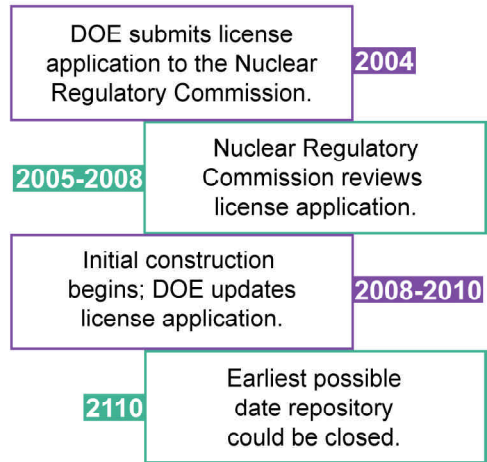 DOE submits license
application to the Nuclear
Regulatory Commission.
2004
2005-2008
Nuclear Regulatory
Commission reviews
license application.
Initial construction
begins; DOE updates
license application.
2008-2010
2110
Earliest possible
date repository
could be closed.